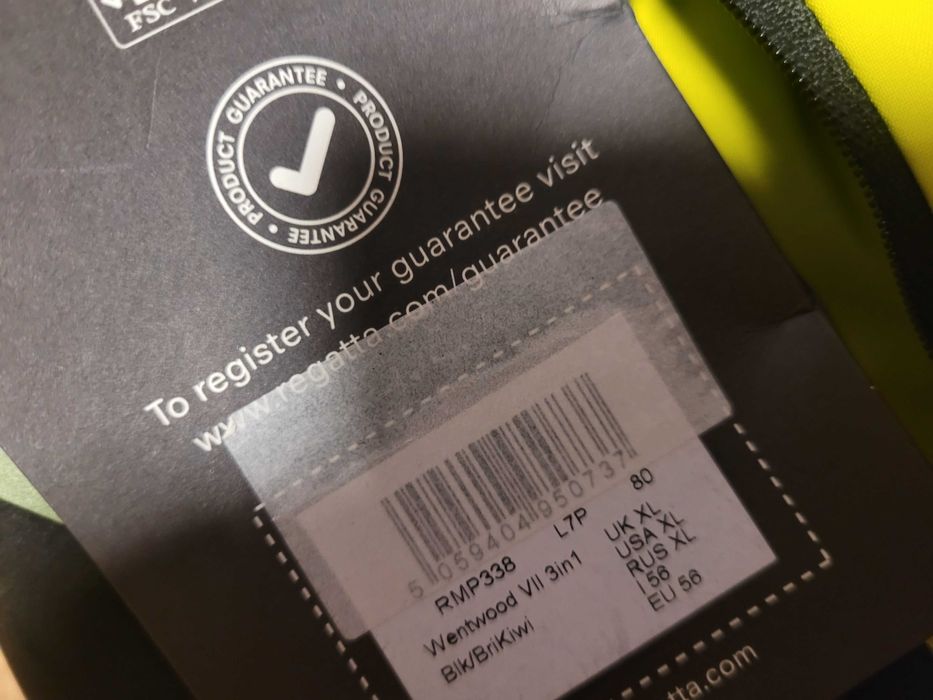 FSC
PRODUCT GUARANTEE • PRODUCT GUARANTEE •
To register your guarantee visit
www.regatta.com/guarantee
5 059404 950737
RMP338 L7P 80
Wentwood VII 3in1
Blk/BriKiwi
UK XL
USA XL
RUS XL
I 56
EU 56
tta.com